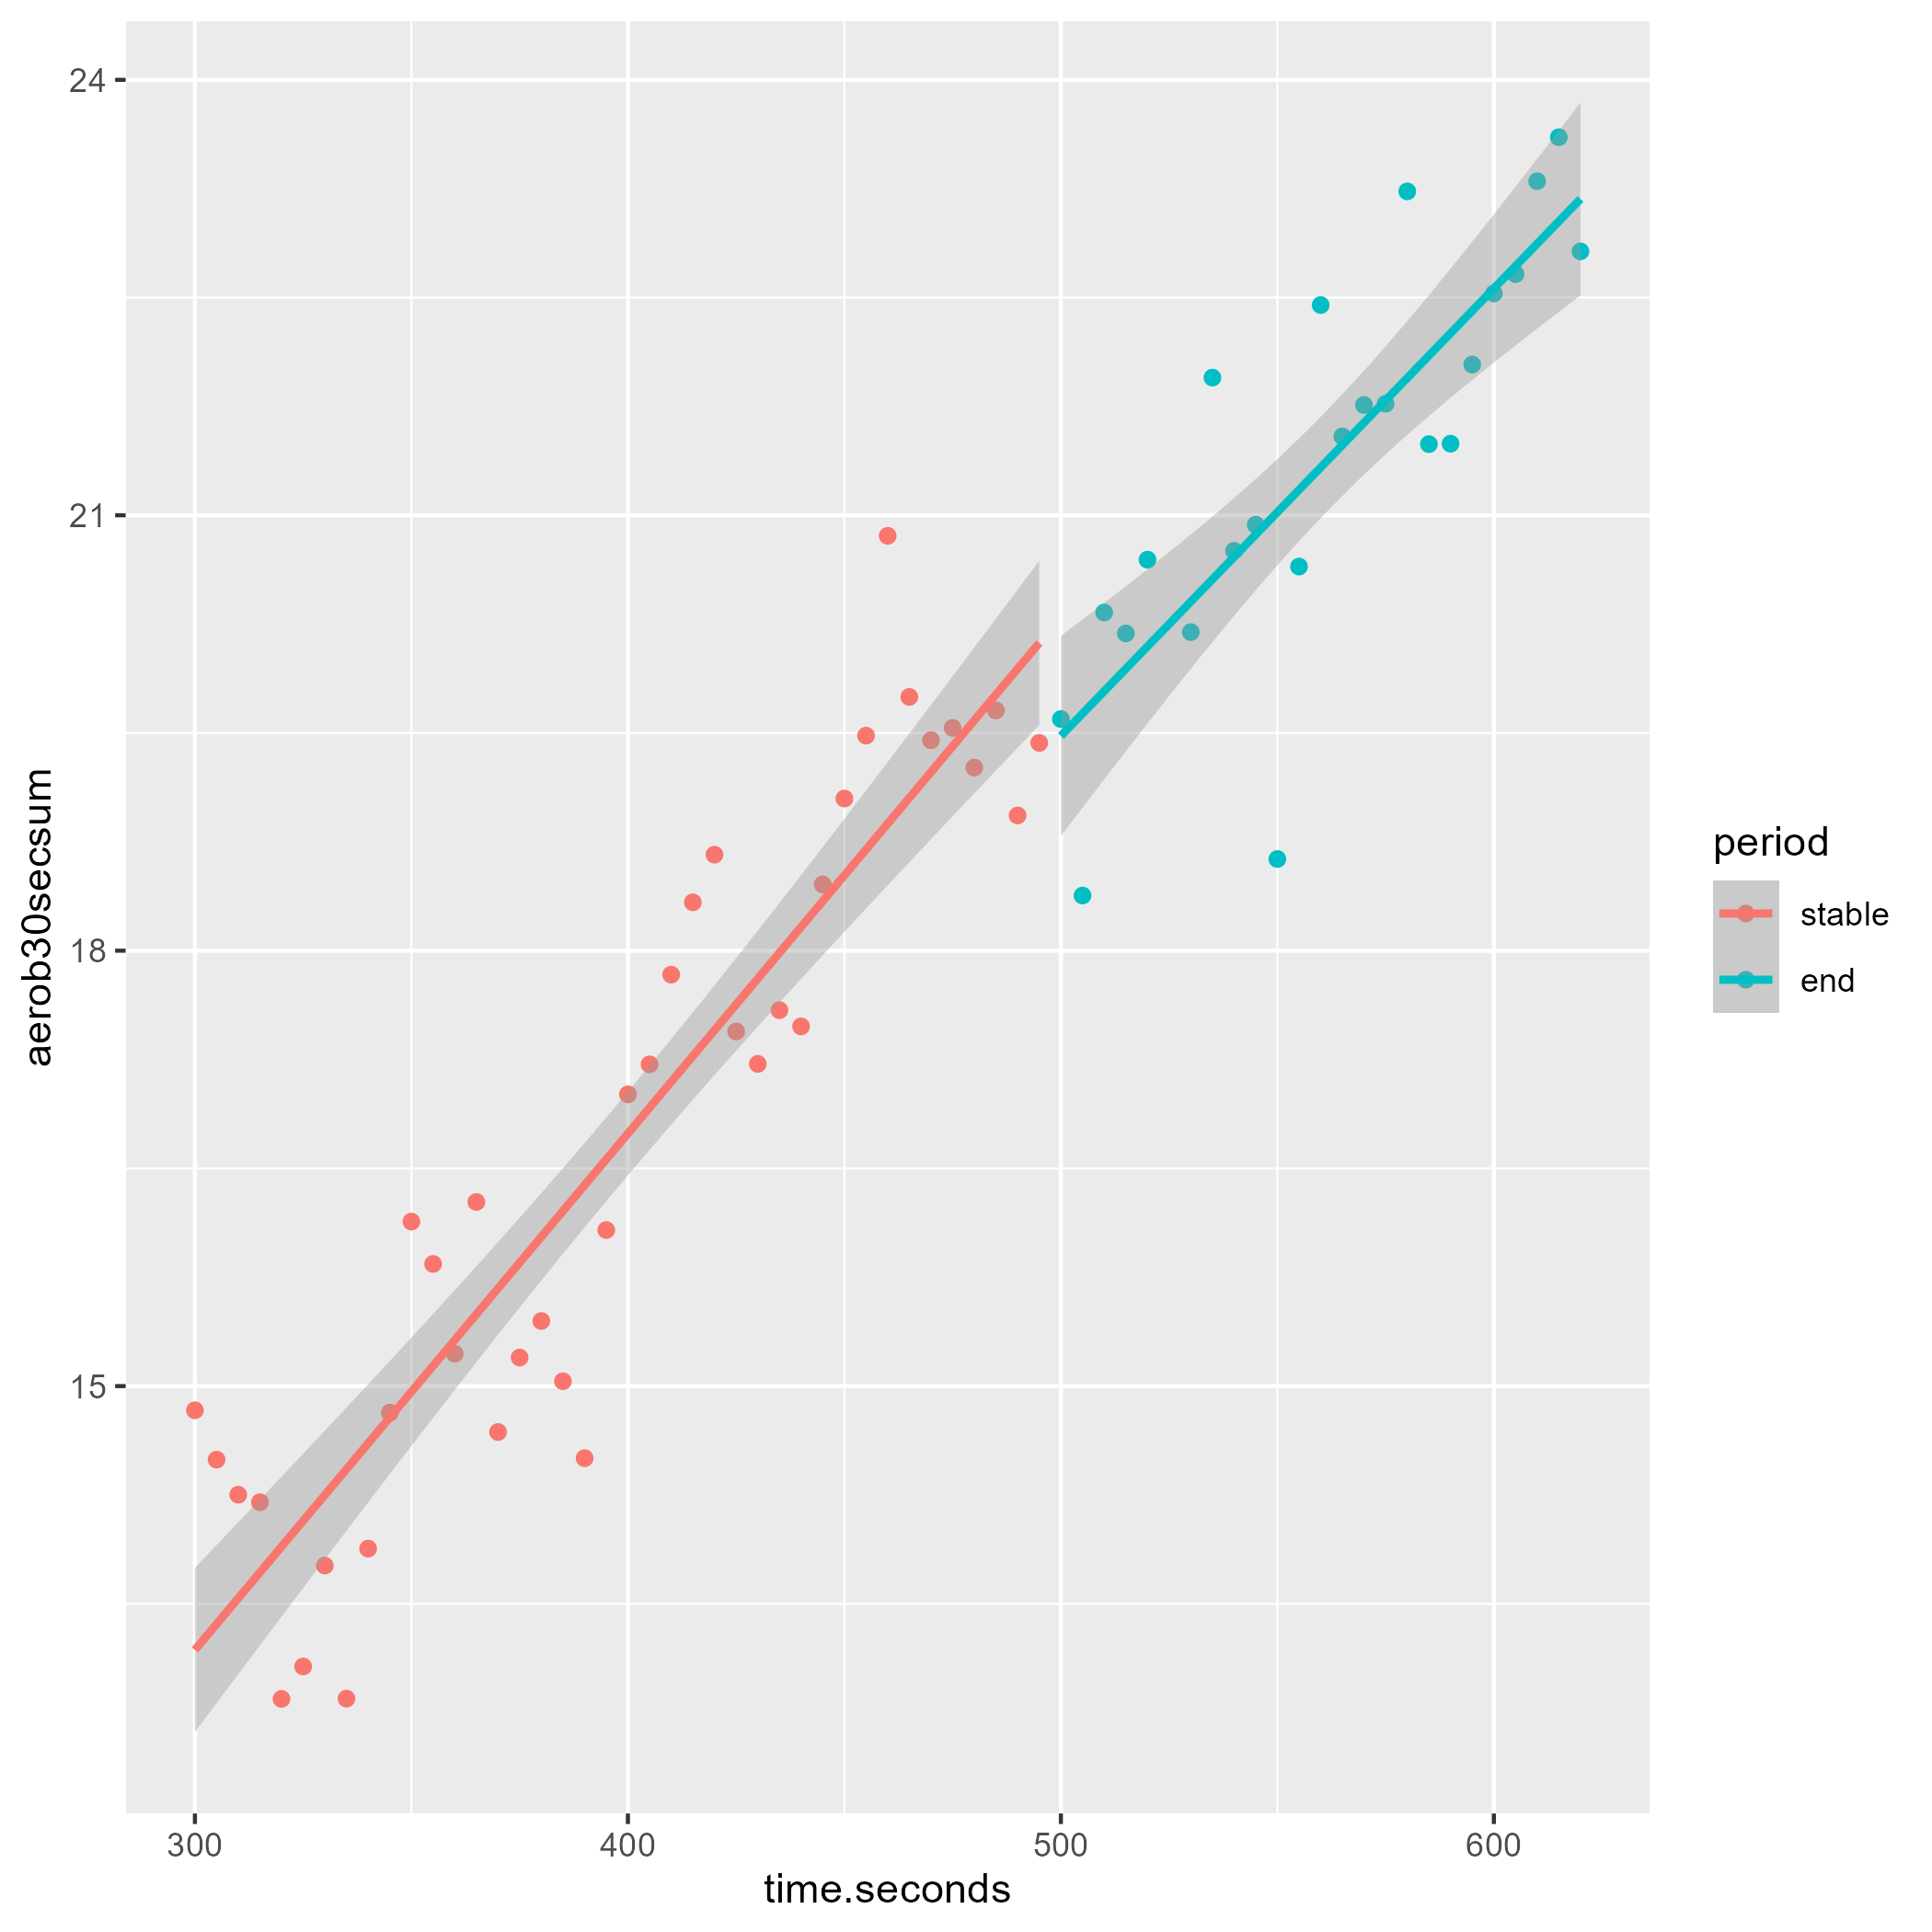 24
21
18
15
aerob30secsum
300
400
500
600
time.seconds
period
stable
end